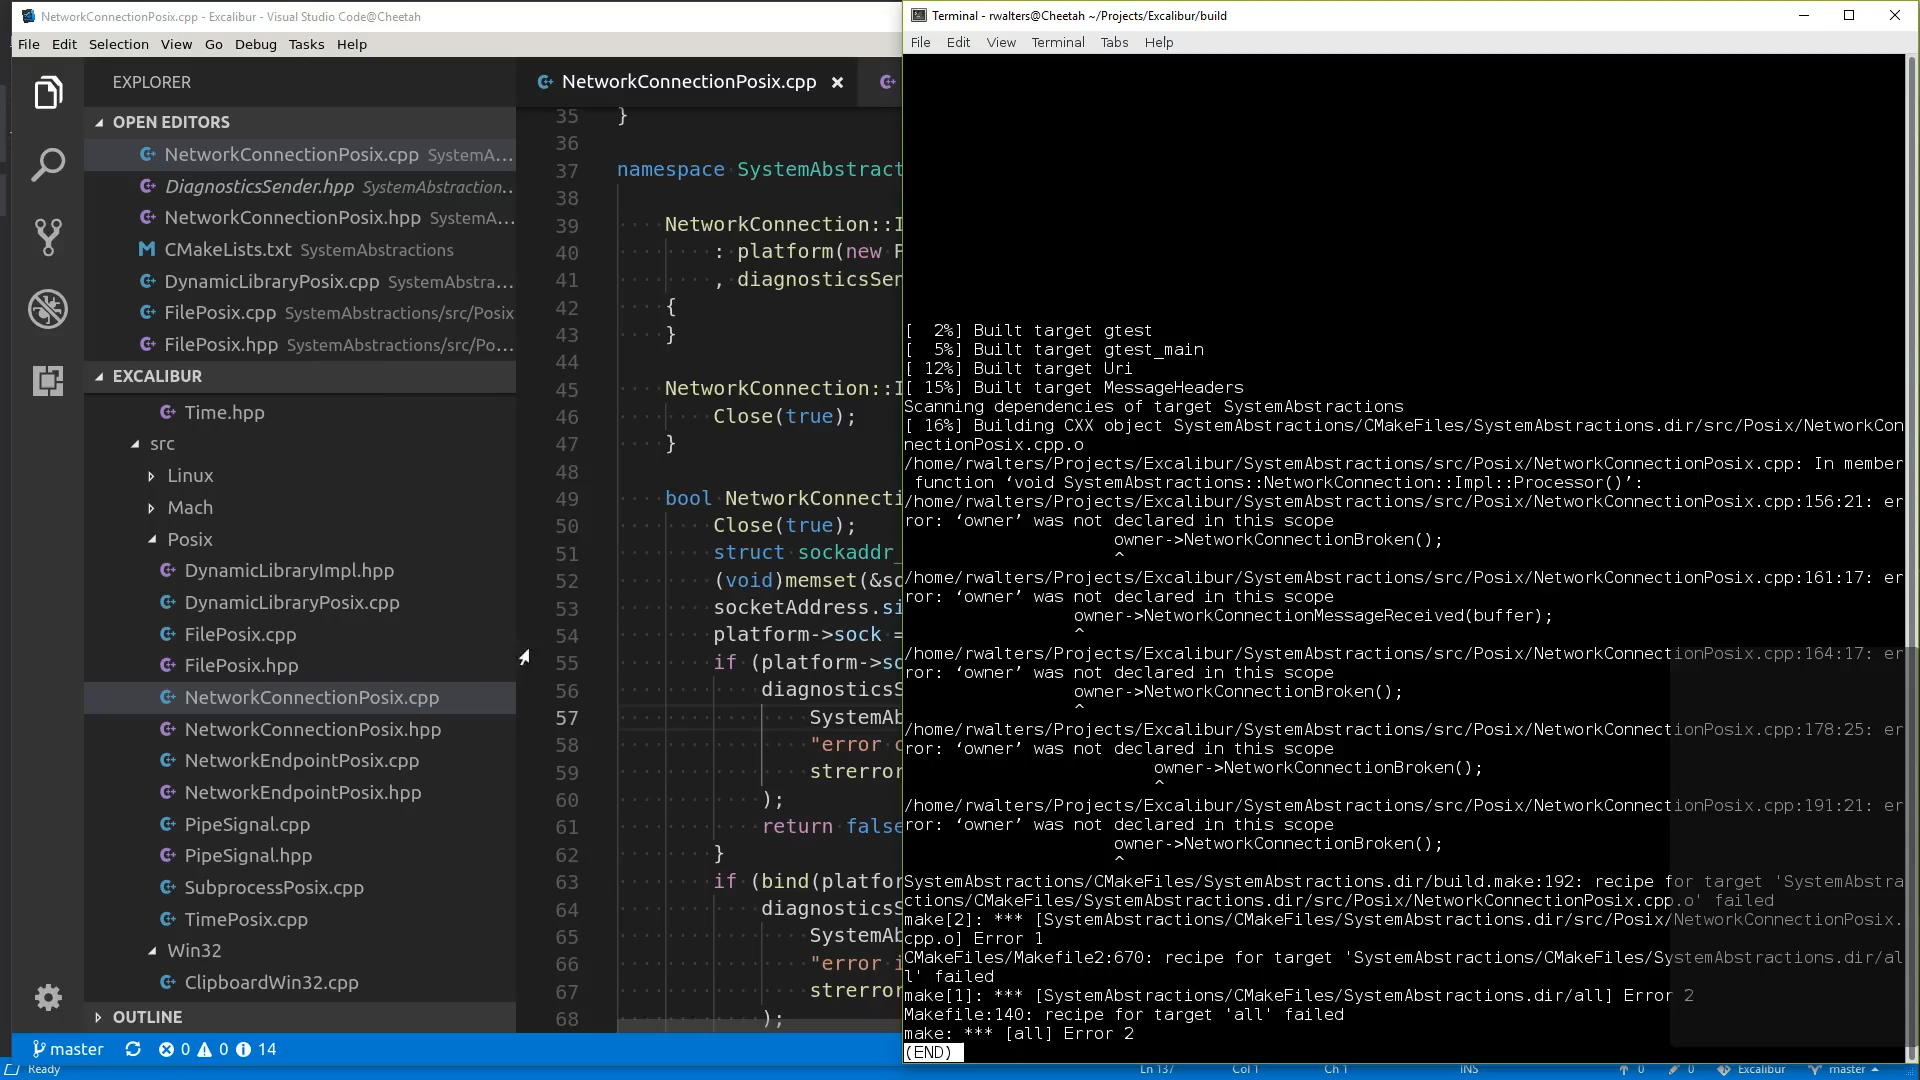 NetworkConnectionPosix.cpp - Excalibur - Visual Studio Code@Cheetah
File Edit Selection View Go Debug Tasks Help
EXPLORER
OPEN EDITORS
NetworkConnectionPosix.cpp SystemA...
DiagnosticsSender.hpp SystemAbstraction...
NetworkConnectionPosix.hpp SystemA...
CMakeLists.txt SystemAbstractions
DynamicLibraryPosix.cpp SystemAbstra...
FilePosix.cpp SystemAbstractions/src/Posix
FilePosix.hpp SystemAbstractions/src/Po...
EXCALIBUR
Time.hpp
src
Linux
Mach
Posix
DynamicLibraryImpl.hpp
DynamicLibraryPosix.cpp
FilePosix.cpp
FilePosix.hpp
NetworkConnectionPosix.cpp
NetworkConnectionPosix.hpp
NetworkEndpointPosix.cpp
NetworkEndpointPosix.hpp
PipeSignal.cpp
PipeSignal.hpp
SubprocessPosix.cpp
TimePosix.cpp
Win32
ClipboardWin32.cpp
OUTLINE
master 0 0 14
Ready
NetworkConnectionPosix.cpp
35 }
36
37 namespace SystemAbstract
38
39 NetworkConnection::I
40 : platform(new P
41 , diagnosticsSen
42 {
43 }
44
45 NetworkConnection::I
46 Close(true);
47 }
48
49 bool NetworkConnecti
50 Close(true);
51 struct sockaddr_
52 (void)memset(&so
53 socketAddress.si
54 platform->sock =
55 if (platform->so
56 diagnosticsS
57 SystemAb
58 "error c
59 strerror
60 );
61 return false
62 }
63 if (bind(platfor
64 diagnosticsS
65 SystemAb
66 "error i
67 strerror
68 );
Terminal - rwalters@Cheetah ~/Projects/Excalibur/build
File Edit View Terminal Tabs Help
[  2%] Built target gtest
[  5%] Built target gtest_main
[ 12%] Built target Uri
[ 15%] Built target MessageHeaders
Scanning dependencies of target SystemAbstractions
[ 16%] Building CXX object SystemAbstractions/CMakeFiles/SystemAbstractions.dir/src/Posix/NetworkCon
nectionPosix.cpp.o
/home/rwalters/Projects/Excalibur/SystemAbstractions/src/Posix/NetworkConnectionPosix.cpp: In member
function ‘void SystemAbstractions::NetworkConnection::Impl::Processor()’:
/home/rwalters/Projects/Excalibur/SystemAbstractions/src/Posix/NetworkConnectionPosix.cpp:156:21: er
ror: ‘owner’ was not declared in this scope
owner->NetworkConnectionBroken();
^
/home/rwalters/Projects/Excalibur/SystemAbstractions/src/Posix/NetworkConnectionPosix.cpp:161:17: er
ror: ‘owner’ was not declared in this scope
owner->NetworkConnectionMessageReceived(buffer);
^
/home/rwalters/Projects/Excalibur/SystemAbstractions/src/Posix/NetworkConnectionPosix.cpp:164:17: er
ror: ‘owner’ was not declared in this scope
owner->NetworkConnectionBroken();
^
/home/rwalters/Projects/Excalibur/SystemAbstractions/src/Posix/NetworkConnectionPosix.cpp:178:25: er
ror: ‘owner’ was not declared in this scope
owner->NetworkConnectionBroken();
^
/home/rwalters/Projects/Excalibur/SystemAbstractions/src/Posix/NetworkConnectionPosix.cpp:191:21: er
ror: ‘owner’ was not declared in this scope
owner->NetworkConnectionBroken();
^
SystemAbstractions/CMakeFiles/SystemAbstractions.dir/build.make:192: recipe for target 'SystemAbstra
ctions/CMakeFiles/SystemAbstractions.dir/src/Posix/NetworkConnectionPosix.cpp.o' failed
make[2]: *** [SystemAbstractions/CMakeFiles/SystemAbstractions.dir/src/Posix/NetworkConnectionPosix.
cpp.o] Error 1
CMakeFiles/Makefile2:670: recipe for target 'SystemAbstractions/CMakeFiles/SystemAbstractions.dir/al
l' failed
make[1]: *** [SystemAbstractions/CMakeFiles/SystemAbstractions.dir/all] Error 2
Makefile:140: recipe for target 'all' failed
make: *** [all] Error 2
(END)
Ln 137 Col 1 Ch 1 INS 0 0 Excalibur master